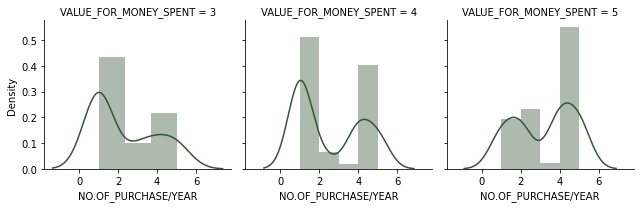 VALUE_FOR_MONEY_SPENT = 3
VALUE_FOR_MONEY_SPENT = 4
VALUE_FOR_MONEY_SPENT = 5
Density
0.5
0.4
0.3
0.2
0.1
0.0
0 2 4 6
0 2 4 6
0 2 4 6
NO.OF_PURCHASE/YEAR
NO.OF_PURCHASE/YEAR
NO.OF_PURCHASE/YEAR